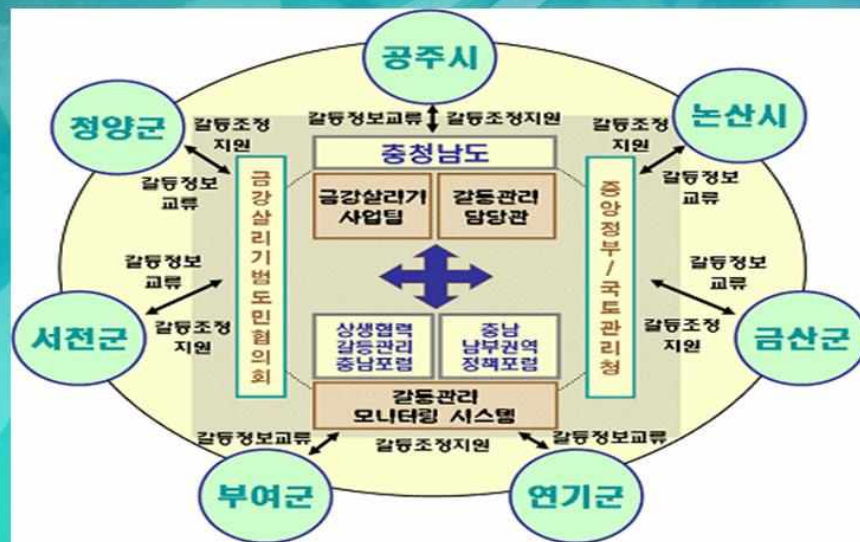 공주시
청양군
논산시
갈등정보교류
갈등조정지원
갈등조정
지원
갈등정보
교류
갈등조정
지원
갈등정보
교류
충청남도
금강살리기
사업팀
갈등관리
담당관
금강살리기범도민협의회
중앙정부/국토관리청
서전군
갈등정보
교류
갈등조정
지원
금산군
갈등정보
교류
갈등조정
지원
상생협력
갈등관리
충남포럼
충남
남부권역
정책포럼
갈등관리
모니터링 시스템
갈등정보교류
갈등조정지원
갈등정보교류
부여군
연기군